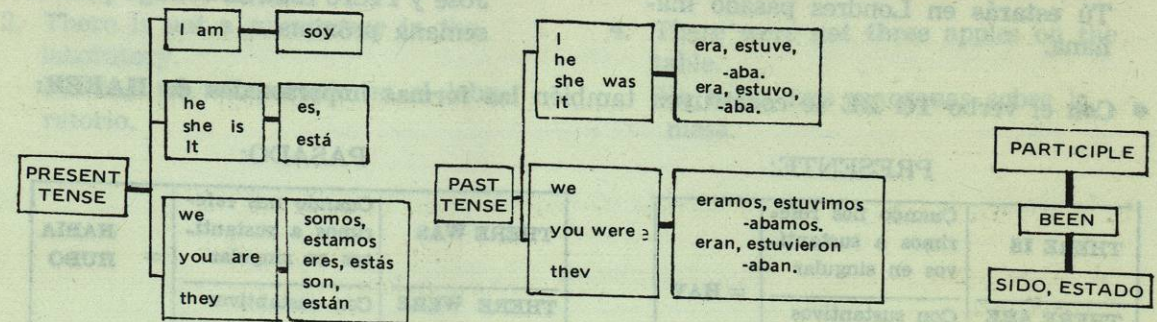 PRESENT
TENSE
I am
soy
he
she is
It
es,
está
we
you are
they
somos,
estamos
eres, estás
son,
están
PAST
TENSE
I
he
she was
it
era, estuve,
-aba.
era, estuvo,
-aba.
we
you were
they
eramos, estuvimos
-abamos.
eran, estuvieron
-aban.
PARTICIPLE
BEEN
SIDO, ESTADO